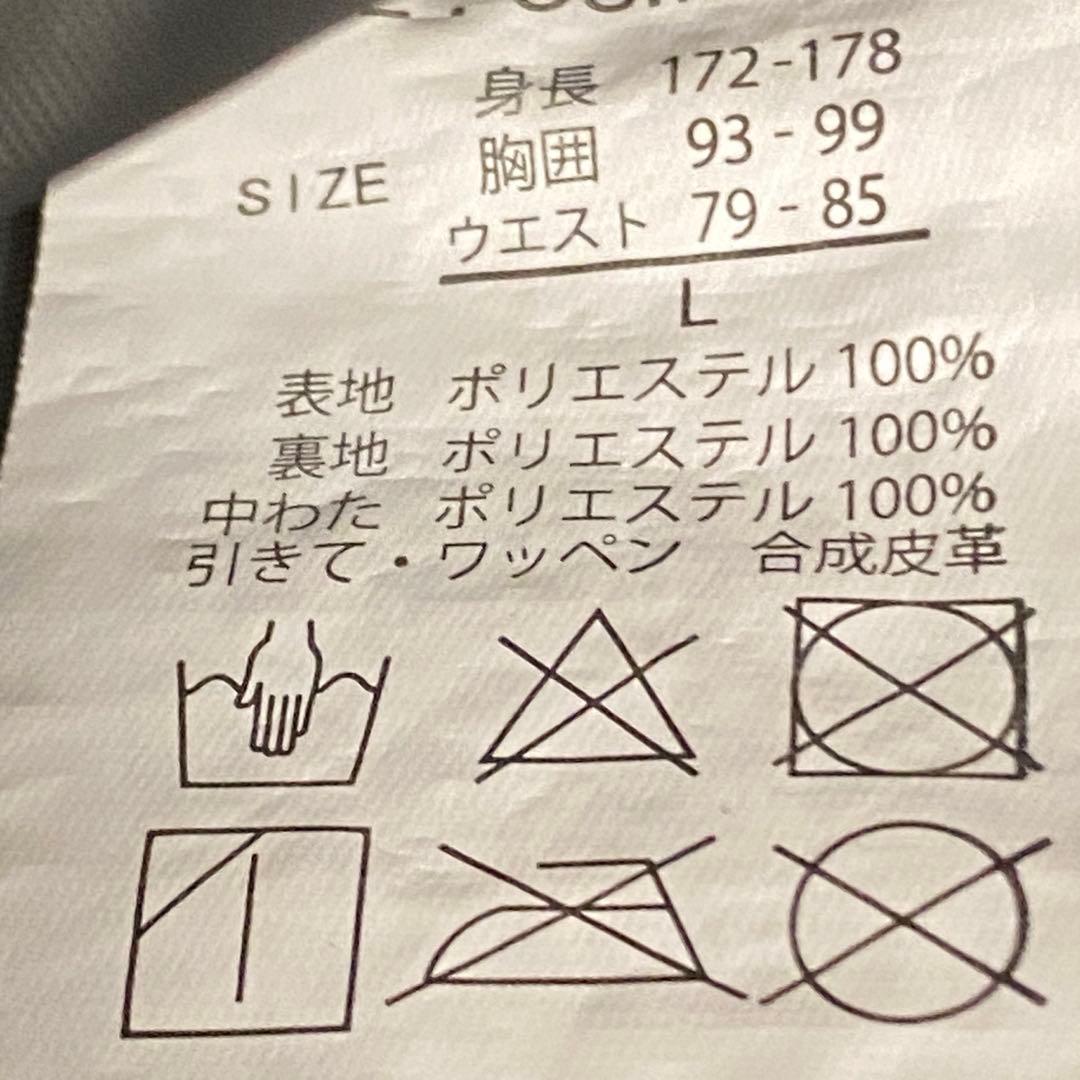 身長 172-178
SIZE 胸囲 93 - 99
ウエスト 79 - 85
L
表地 ポリエステル 100%
裏地 ポリエステル 100%
中わた ポリエステル 100%
引きて・ワッペン 合成皮革